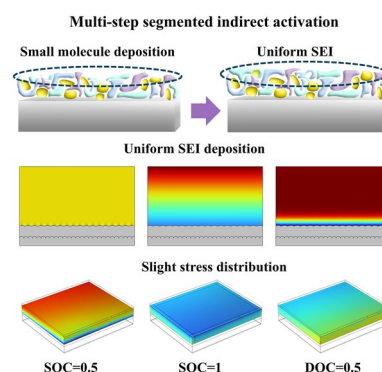 Multi-step segmented indirect activation
Small molecule deposition
Uniform SEI
Uniform SEI deposition
Slight stress distribution
SOC=0.5
SOC=1
DOC=0.5